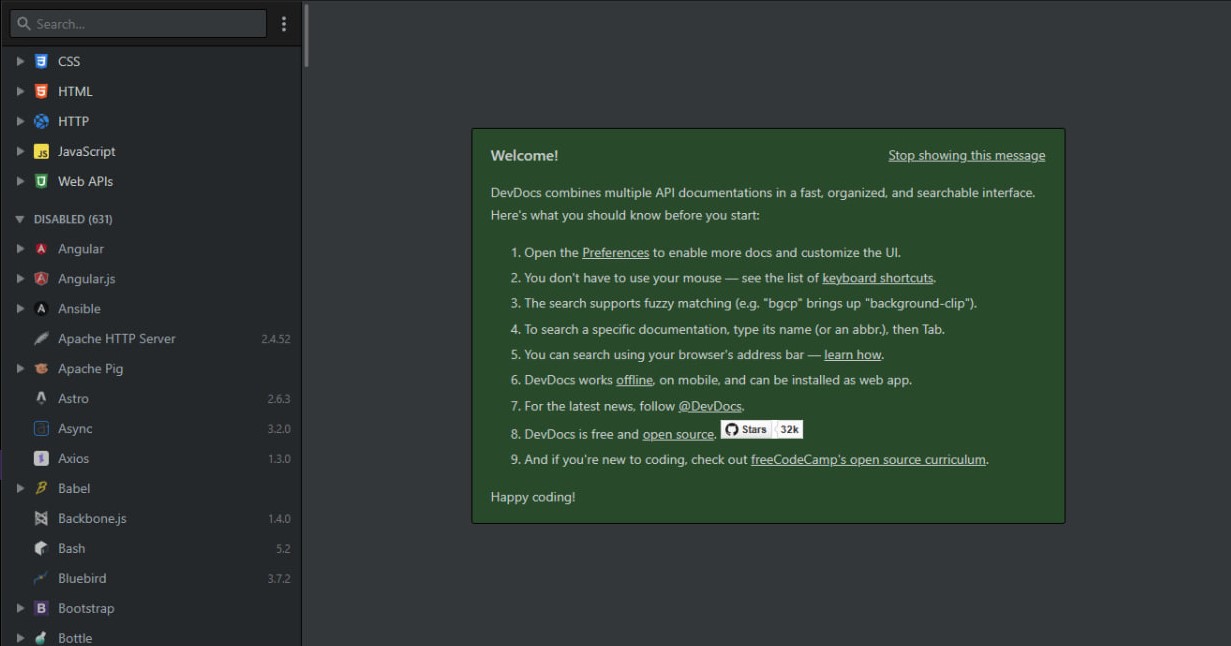 Search...
CSS
HTML
HTTP
JavaScript
Web APIs
DISABLED (631)
Angular
Angular.js
Ansible
Apache HTTP Server 2.4.52
Apache Pig
Astro 2.6.3
Async 3.2.0
Axios 1.3.0
Babel
Backbone.js 1.4.0
Bash 5.2
Bluebird 3.7.2
Bootstrap
Bottle
Welcome! Stop showing this message
DevDocs combines multiple API documentations in a fast, organized, and searchable interface.
Here's what you should know before you start:
1. Open the Preferences to enable more docs and customize the UI.
2. You don't have to use your mouse — see the list of keyboard shortcuts.
3. The search supports fuzzy matching (e.g. "bgcp" brings up "background-clip").
4. To search a specific documentation, type its name (or an abbr.), then Tab.
5. You can search using your browser's address bar — learn how.
6. DevDocs works offline, on mobile, and can be installed as web app.
7. For the latest news, follow @DevDocs.
8. DevDocs is free and open source. Stars 32k
9. And if you're new to coding, check out freeCodeCamp's open source curriculum.
Happy coding!